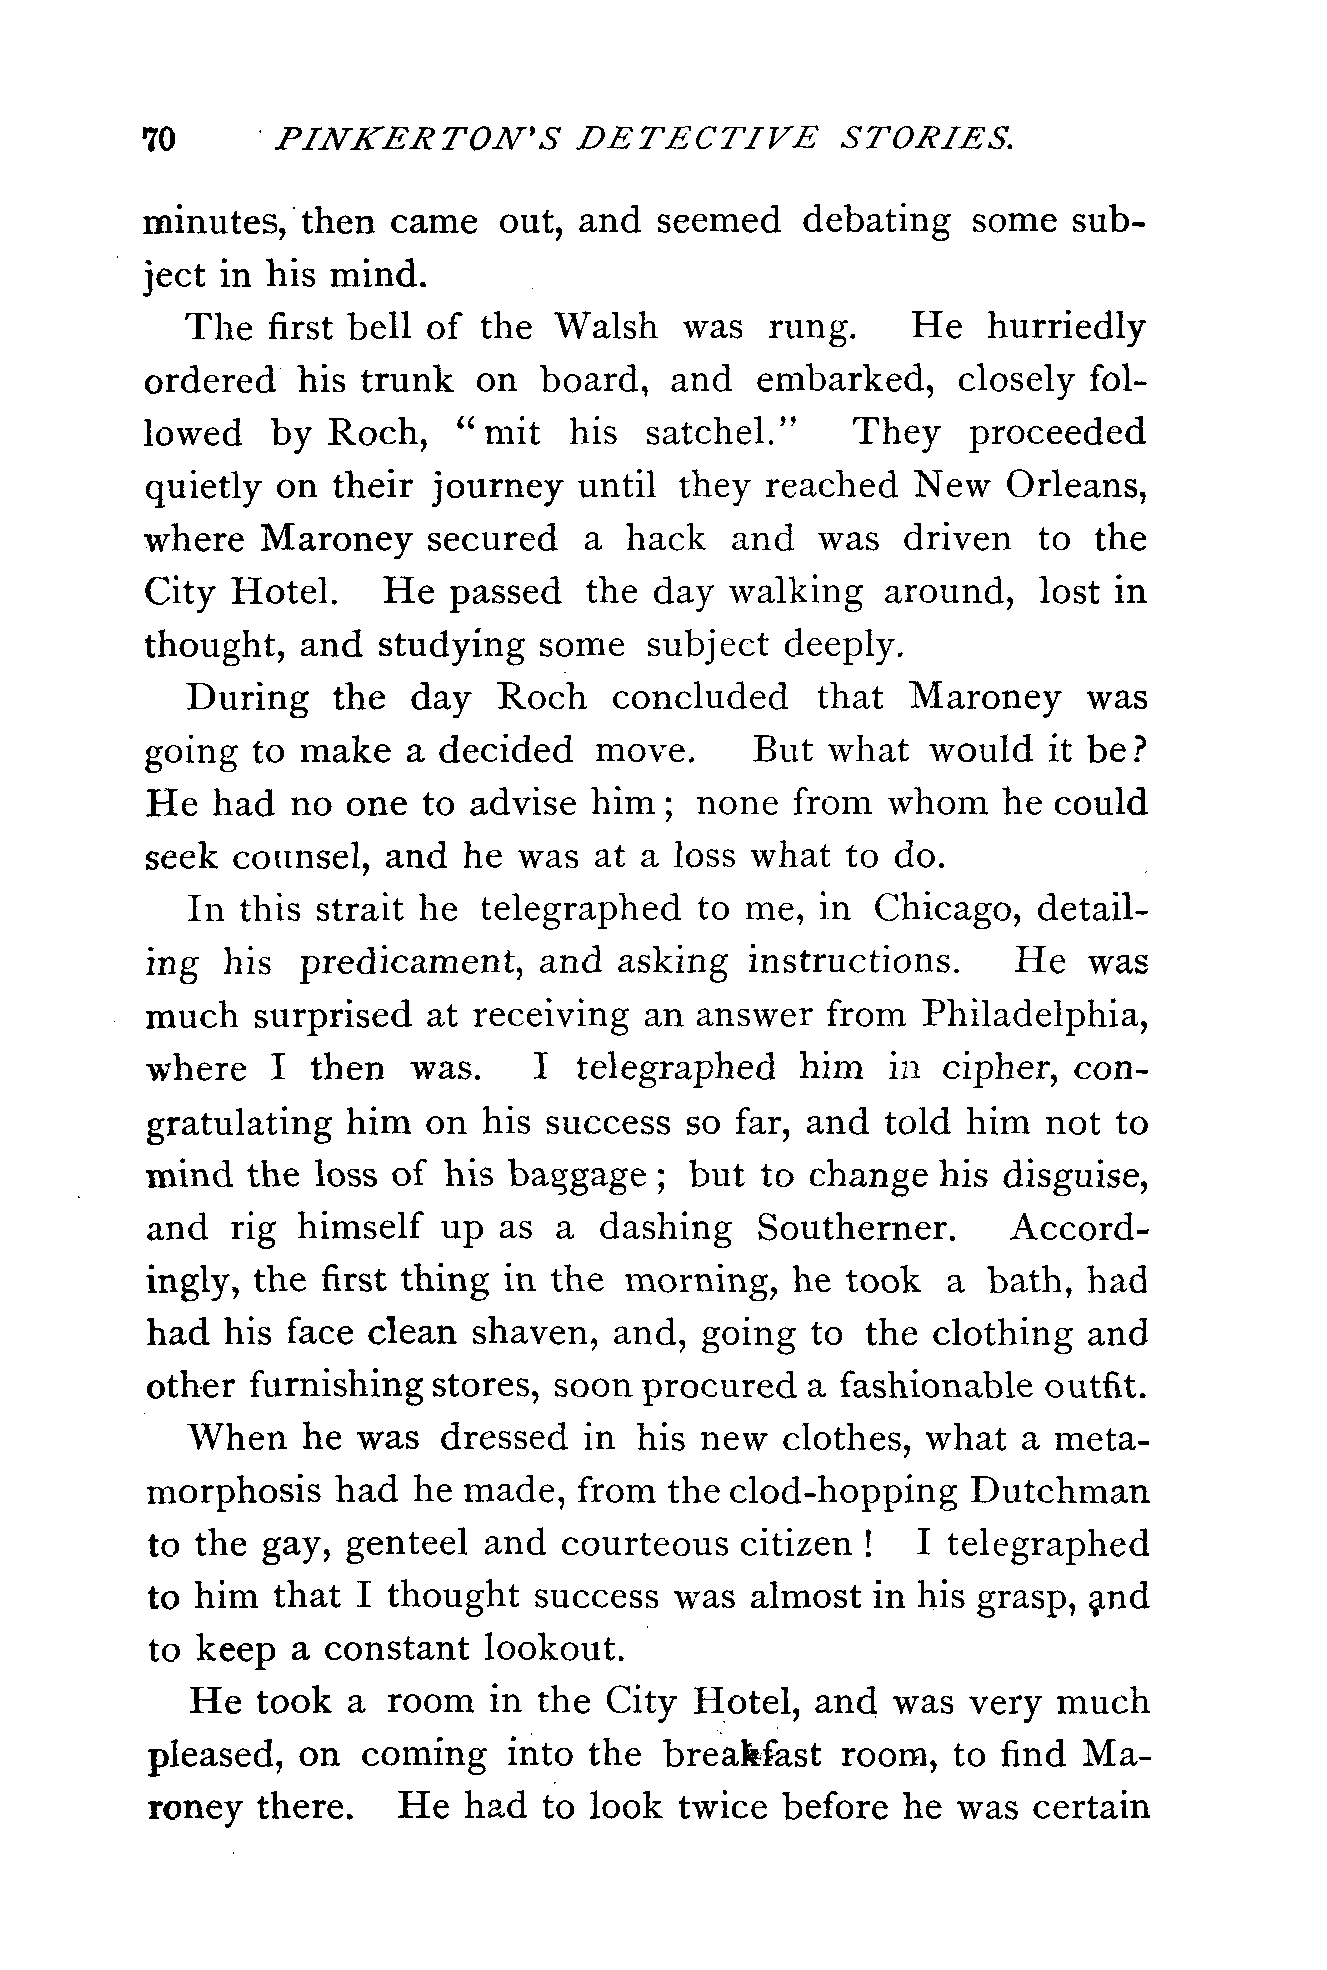 70 PINKERTON'S DETECTIVE STORIES.
minutes, then came out, and seemed debating some sub-
ject in his mind.
The first bell of the Walsh was rung. He hurriedly
ordered his trunk on board, and embarked, closely fol-
lowed by Roch, "mit his satchel." They proceeded
quietly on their journey until they reached New Orleans,
where Maroney secured a hack and was driven to the
City Hotel. He passed the day walking around, lost in
thought, and studying some subject deeply.
During the day Roch concluded that Maroney was
going to make a decided move. But what would it be?
He had no one to advise him; none from whom he could
seek counsel, and he was at a loss what to do.
In this strait he telegraphed to me, in Chicago, detail-
ing his predicament, and asking instructions. He was
much surprised at receiving an answer from Philadelphia,
where I then was. I telegraphed him in cipher, con-
gratulating him on his success so far, and told him not to
mind the loss of his baggage; but to change his disguise,
and rig himself up as a dashing Southerner. Accord-
ingly, the first thing in the morning, he took a bath, had
had his face clean shaven, and, going to the clothing and
other furnishing stores, soon procured a fashionable outfit.
When he was dressed in his new clothes, what a meta-
morphosis had he made, from the clod-hopping Dutchman
to the gay, genteel and courteous citizen! I telegraphed
to him that I thought success was almost in his grasp, and
to keep a constant lookout.
He took a room in the City Hotel, and was very much
pleased, on coming into the breakfast room, to find Ma-
roney there. He had to look twice before he was certain